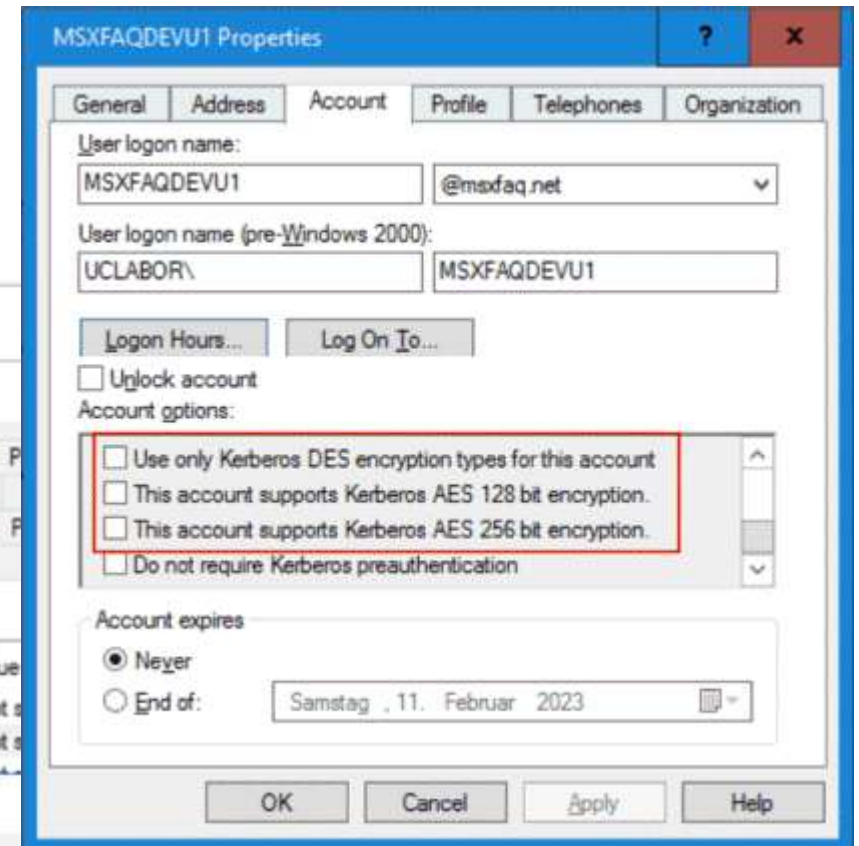 MSXFAQDEVU1 Properties
?
x
General Address Account Profile Telephones Organization
User logon name:
MSXFAQDEVU1 @msxfaq.net
User logon name (pre-Windows 2000):
UCLABOR\ MSXFAQDEVU1
Logon Hours... Log On To...
Unlock account
Account options:
Use only Kerberos DES encryption types for this account
This account supports Kerberos AES 128 bit encryption.
This account supports Kerberos AES 256 bit encryption.
Do not require Kerberos preauthentication
Account expires
Never
End of: Samstag , 11. Februar 2023
OK Cancel Apply Help